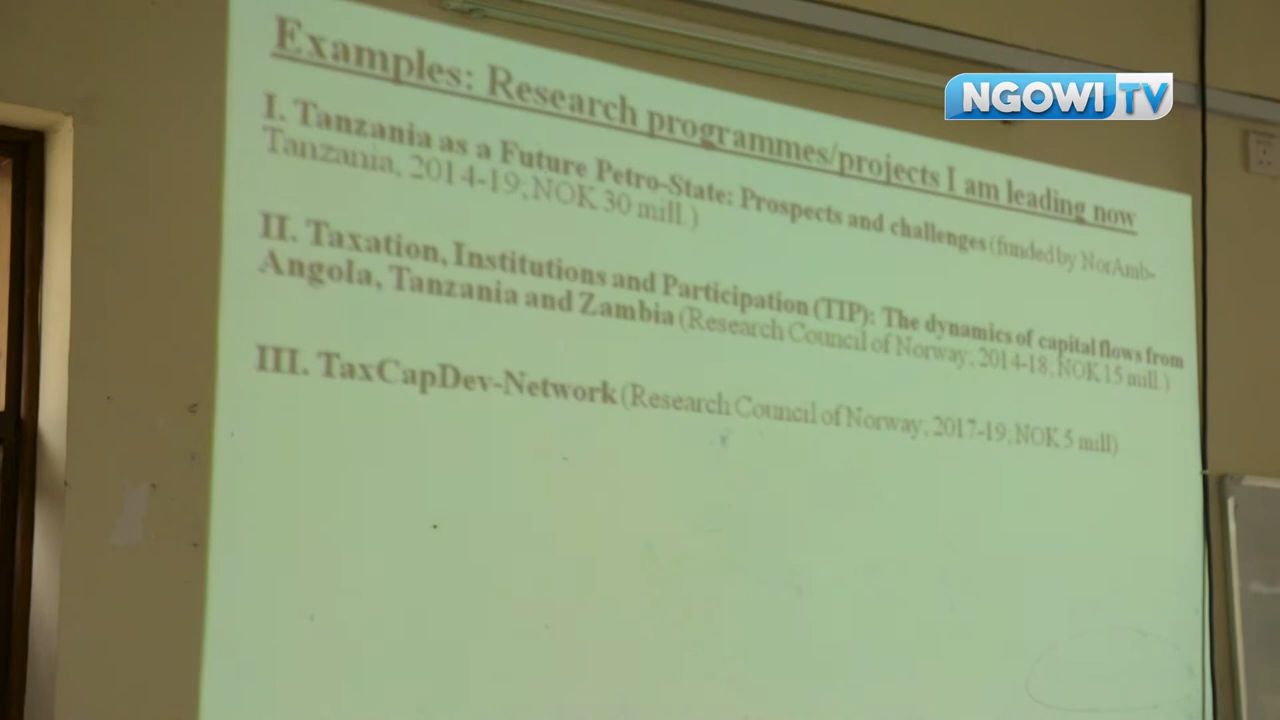 NGOWI TV
Examples: Research programmes/projects I am leading now
I. Tanzania as a Future Petro-State: Prospects and challenges (funded by NorAmb-
Tanzania, 2014-19; NOK 30 mill.)
II. Taxation, Institutions and Participation (TIP): The dynamics of capital flows from
Angola, Tanzania and Zambia (Research Council of Norway; 2014-18; NOK 15 mill.)
III. TaxCapDev-Network (Research Council of Norway; 2017-19; NOK 5 mill)